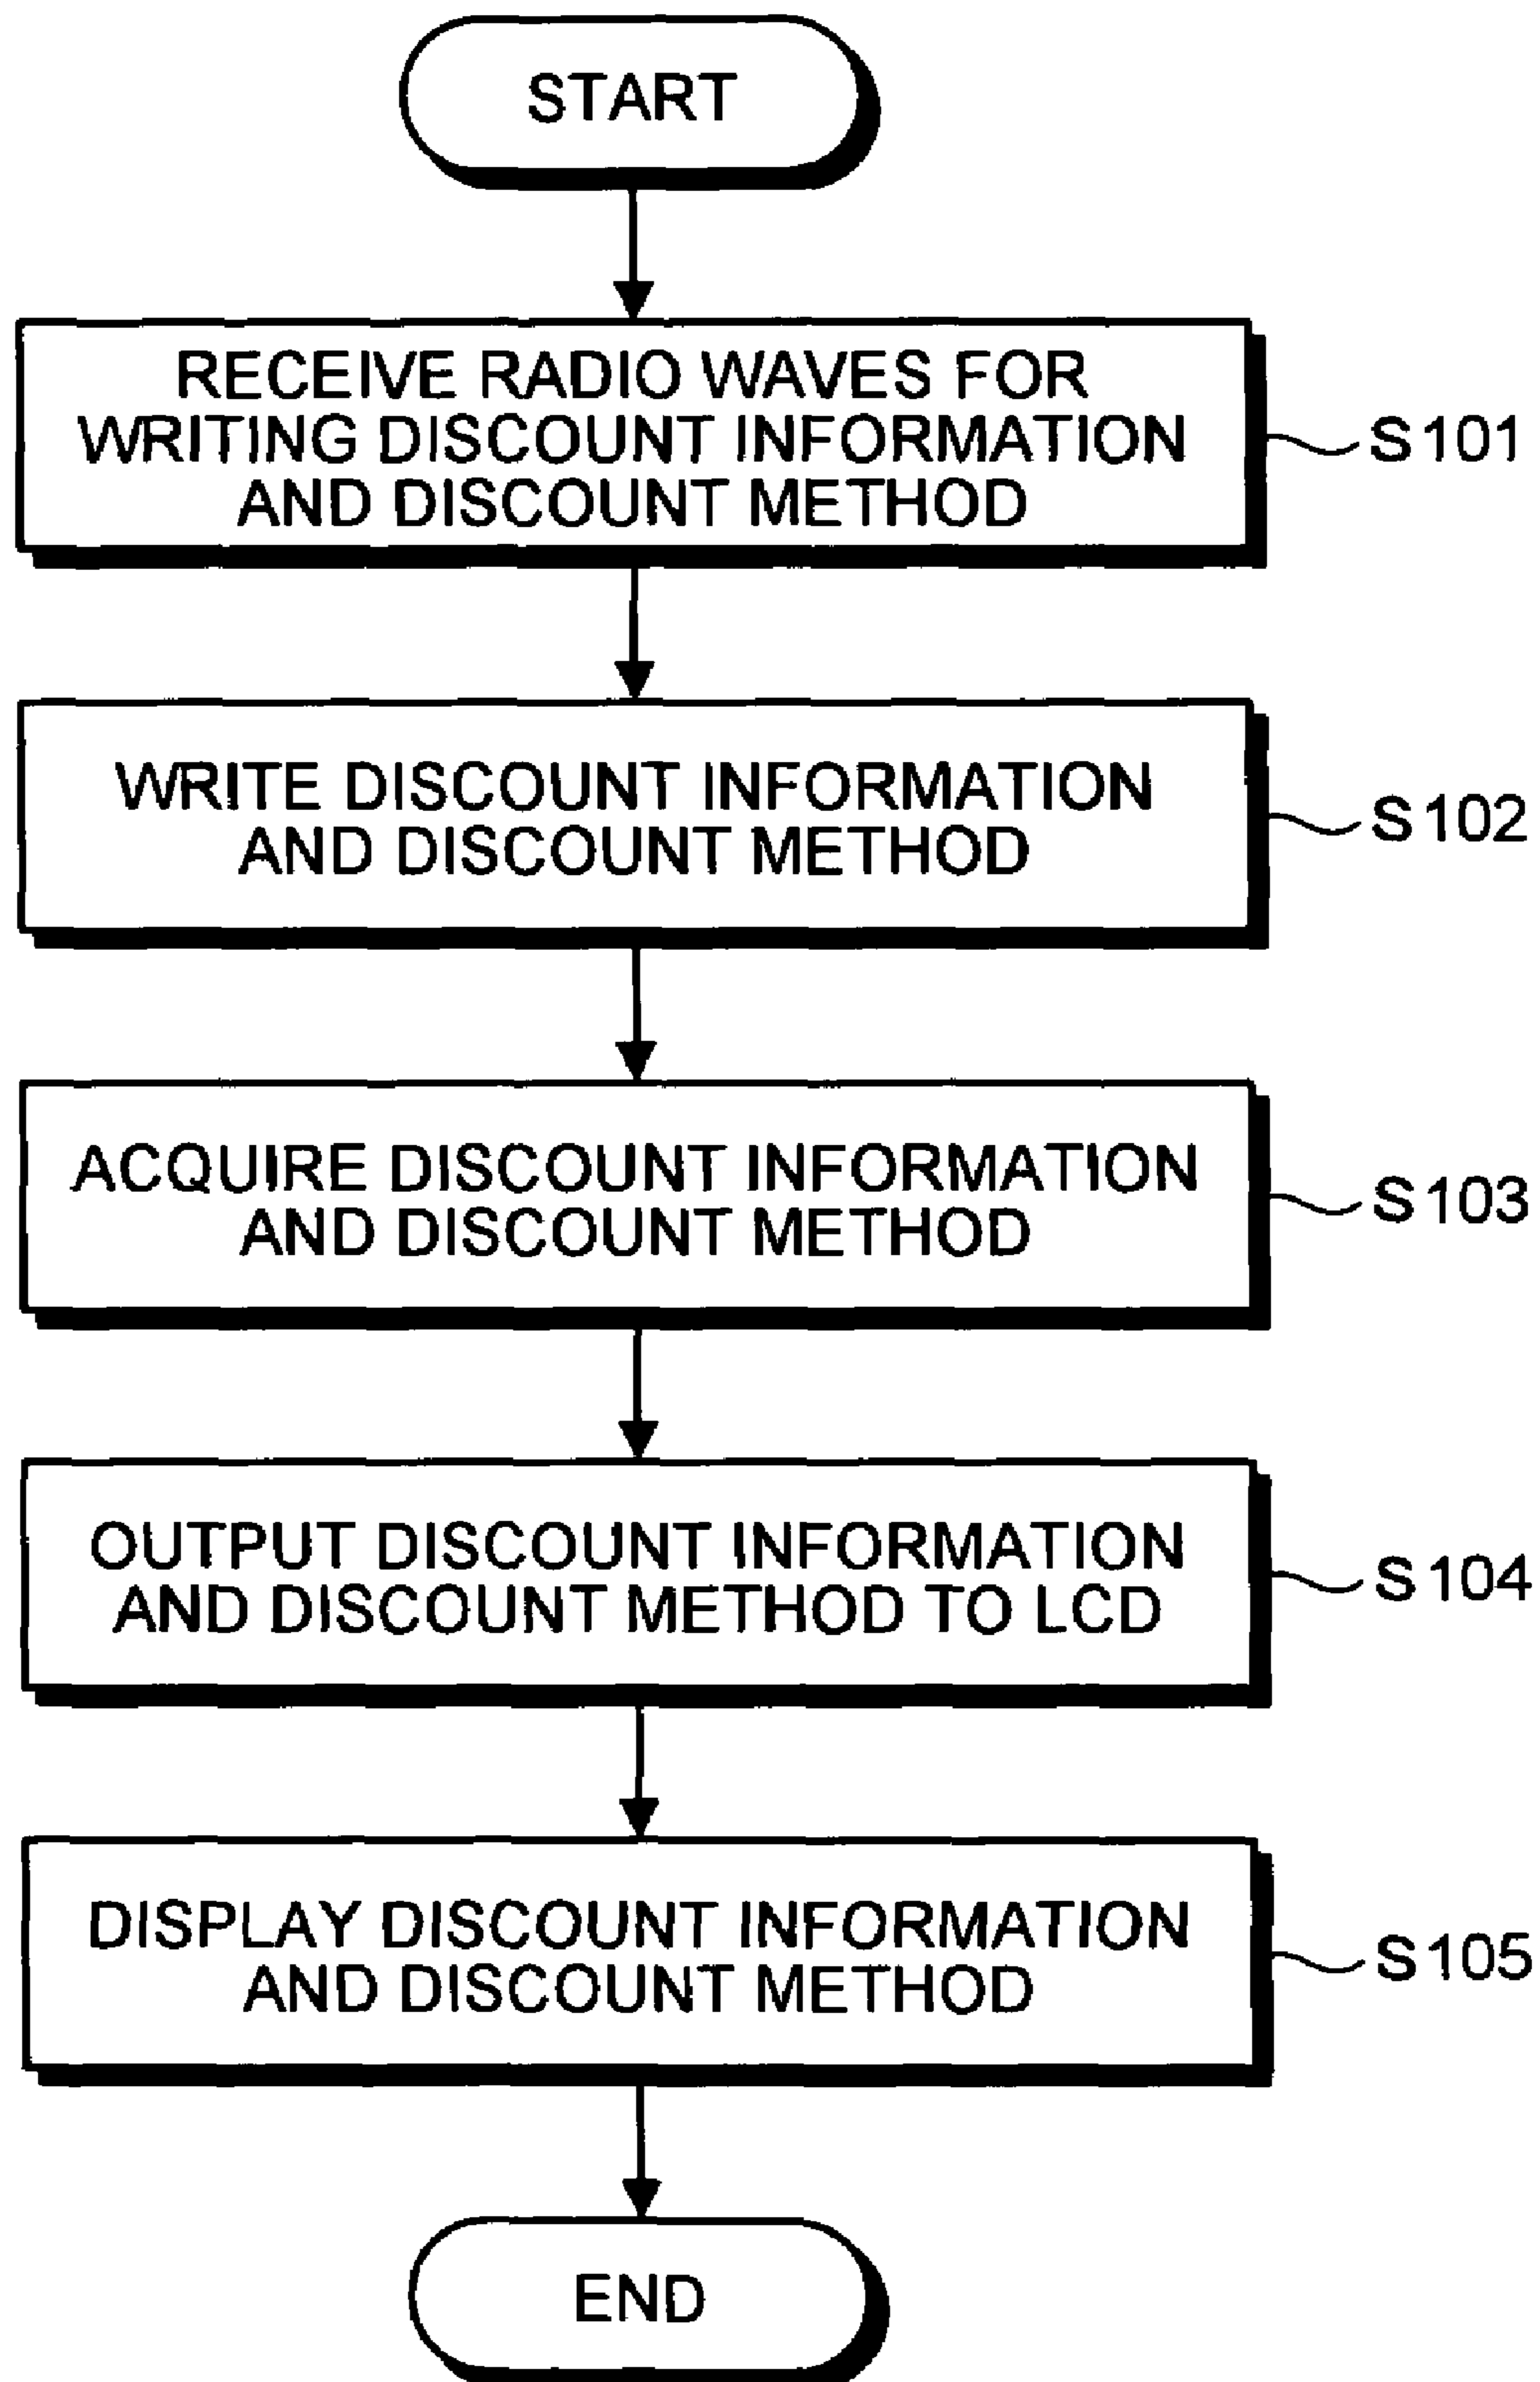 START
RECEIVE RADIO WAVES FOR
WRITING DISCOUNT INFORMATION
AND DISCOUNT METHOD
S101
WRITE DISCOUNT INFORMATION
AND DISCOUNT METHOD
S102
ACQUIRE DISCOUNT INFORMATION
AND DISCOUNT METHOD
S103
OUTPUT DISCOUNT INFORMATION
AND DISCOUNT METHOD TO LCD
S104
DISPLAY DISCOUNT INFORMATION
AND DISCOUNT METHOD
S105
END